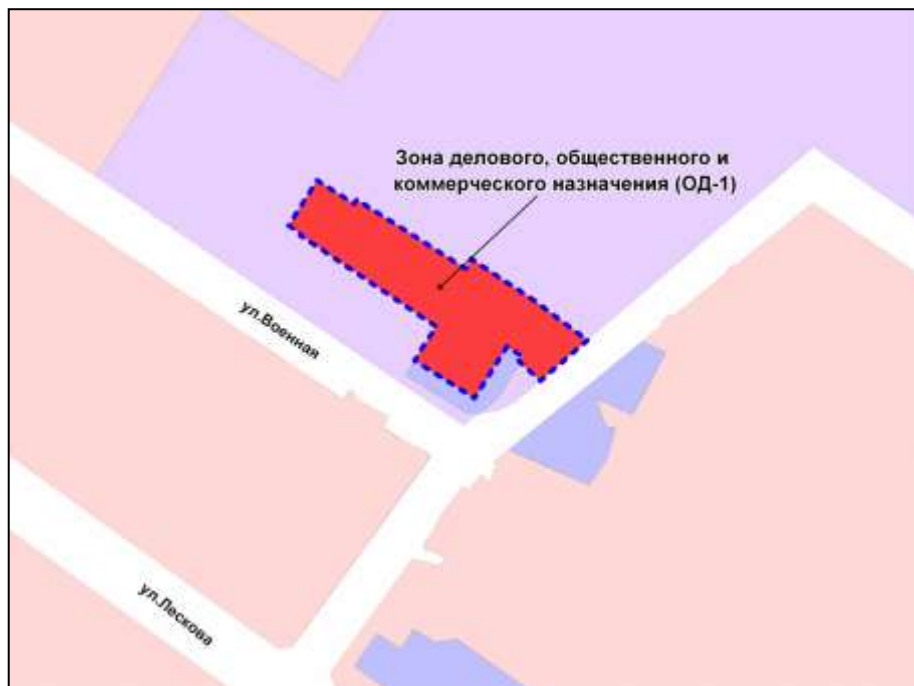 Зона делового, общественного и
коммерческого назначения (ОД-1)
ул.Военная
ул.Лескова